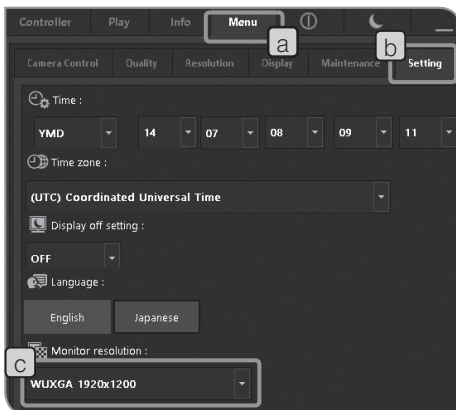 Controller Play Info Menu
a
b
Camera Control Quality Resolution Display Maintenance Setting
Time :
YMD 14 07 08 09 11
Time zone :
(UTC) Coordinated Universal Time
Display off setting :
OFF
Language :
English Japanese
c
Monitor resolution :
WUXGA 1920x1200